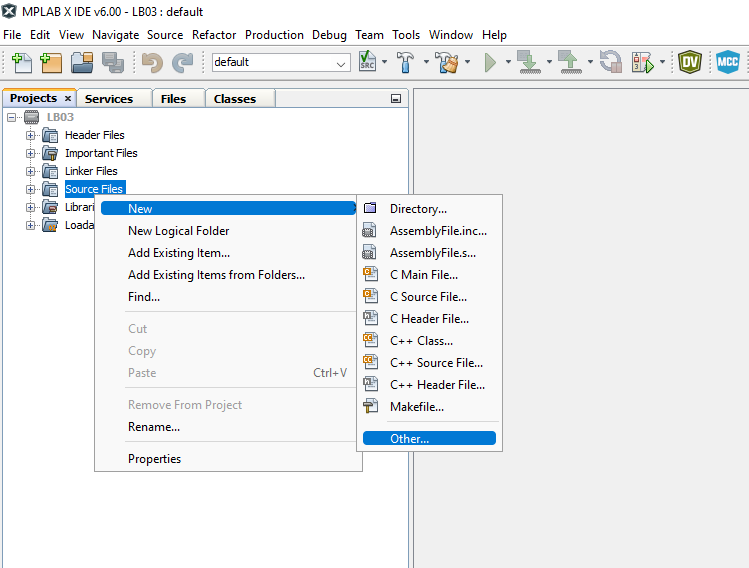 MPLAB X IDE v6.00 - LB03 : default
File Edit View Navigate Source Refactor Production Debug Team Tools Window Help
default
SRC
DV
MCC
Projects × Services Files Classes
LB03
Header Files
Important Files
Linker Files
Source Files
Librari
Loada
New
New Logical Folder
Add Existing Item...
Add Existing Items from Folders...
Find...
Cut
Copy
Paste Ctrl+V
Remove From Project
Rename...
Properties
Directory...
AssemblyFile.inc...
AssemblyFile.s...
C Main File...
C Source File...
C Header File...
C++ Class...
C++ Source File...
C++ Header File...
Makefile...
Other...